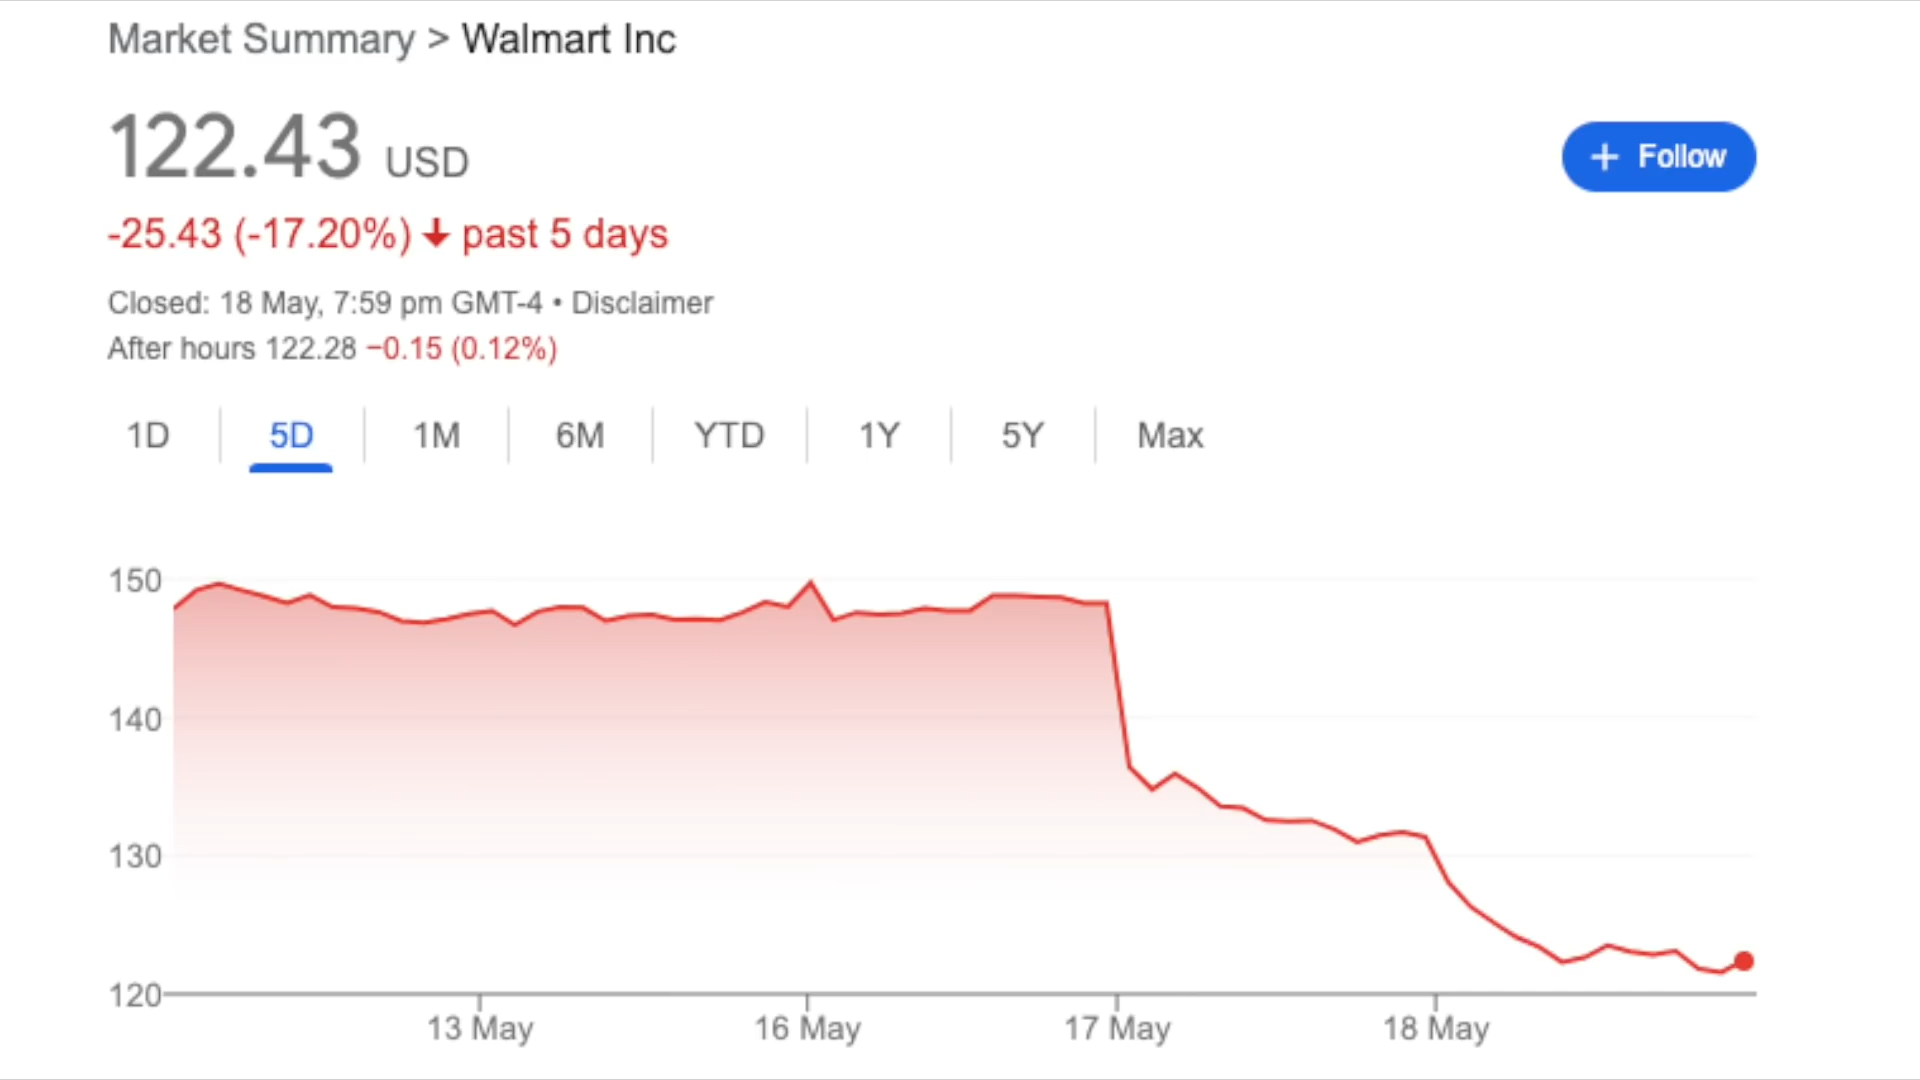 Market Summary > Walmart Inc
122.43 USD
+ Follow
-25.43 (-17.20%) ↓ past 5 days
Closed: 18 May, 7:59 pm GMT-4 • Disclaimer
After hours 122.28 −0.15 (0.12%)
1D 5D 1M 6M YTD 1Y 5Y Max
150
140
130
120
13 May 16 May 17 May 18 May